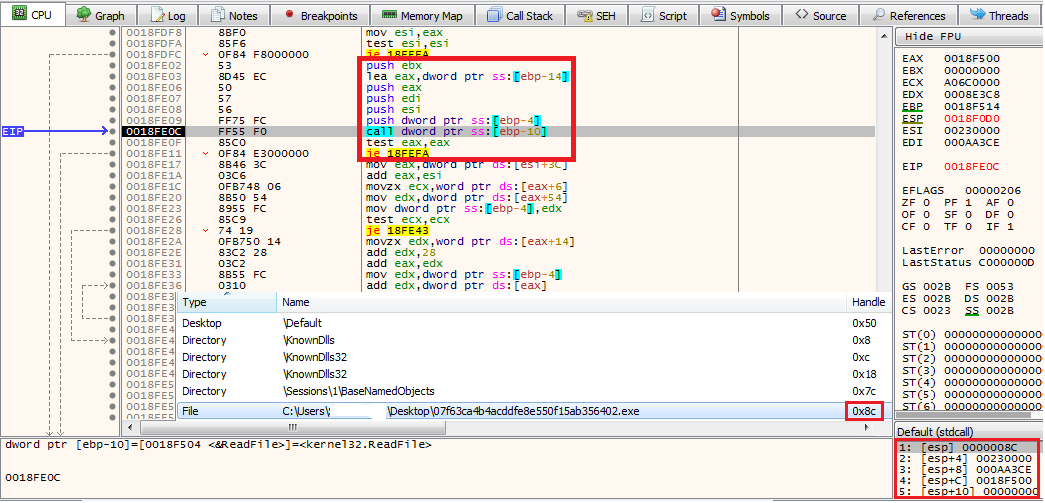 CPU Graph Log Notes Breakpoints Memory Map Call Stack SEH Script Symbols Source References Threads
0018FDF8 8BF0 mov esi,eax
0018FDFA 85F6 test esi,esi
0018FDFC 0F84 F8000000 je 18FEFA
0018FE02 53 push ebx
0018FE03 8D45 EC lea eax,dword ptr ss:[ebp-14]
0018FE06 50 push eax
0018FE07 57 push edi
0018FE08 56 push esi
0018FE09 FF75 FC push dword ptr ss:[ebp-4]
EIP 0018FE0C FF55 F0 call dword ptr ss:[ebp-10]
0018FE0F 85C0 test eax,eax
0018FE11 0F84 E3000000 je 18FEFA
0018FE17 8B46 3C mov eax,dword ptr ds:[esi+3C]
0018FE1A 03C6 add eax,esi
0018FE1C 0FB748 06 movzx ecx,word ptr ds:[eax+6]
0018FE20 8B50 54 mov edx,dword ptr ds:[eax+54]
0018FE23 8955 FC mov dword ptr ss:[ebp-4],edx
0018FE26 85C9 test ecx,ecx
0018FE28 74 19 je 18FE43
0018FE2A 0FB750 14 movzx edx,word ptr ds:[eax+14]
0018FE2E 83C2 28 add edx,28
0018FE31 03C2 add eax,edx
0018FE33 8B55 FC mov edx,dword ptr ss:[ebp-4]
0018FE36 0310 add edx,dword ptr ds:[eax]
0018FE3
0018FE3
0018FE3
0018FE4
0018FE4
0018FE4
0018FE4
0018FE4
0018FE5
0018FE5
Type Name Handle
Desktop \Default 0x50
Directory \KnownDlls 0x8
Directory \KnownDlls32 0xc
Directory \KnownDlls32 0x18
Directory \Sessions\1\BaseNamedObjects 0x7c
File C:\Users\ \Desktop\07f63ca4b4acddfe8e550f15ab356402.exe 0x8c
dword ptr [ebp-10]=[0018F504 <&ReadFile>]=<kernel32.ReadFile>
0018FE0C
Hide FPU
EAX 0018F500
EBX 00000000
ECX A06C0000
EDX 0008E3C8
EBP 0018F514
ESP 0018F0D0
ESI 00230000
EDI 000AA3CE
EIP 0018FE0C
EFLAGS 00000206
ZF 0 PF 1 AF 0
OF 0 SF 0 DF 0
CF 0 TF 0 IF 1
LastError 00000000
LastStatus C000000D
GS 002B FS 0053
ES 002B DS 002B
CS 0023 SS 002B
ST(0) 0000000000000
ST(1) 0000000000000
ST(2) 0000000000000
ST(3) 0000000000000
ST(4) 0000000000000
ST(5) 0000000000000
ST(6) 0000000000000
Default (stdcall)
1: [esp] 0000008C
2: [esp+4] 00230000
3: [esp+8] 000AA3CE
4: [esp+C] 0018F500
5: [esp+10] 00000000